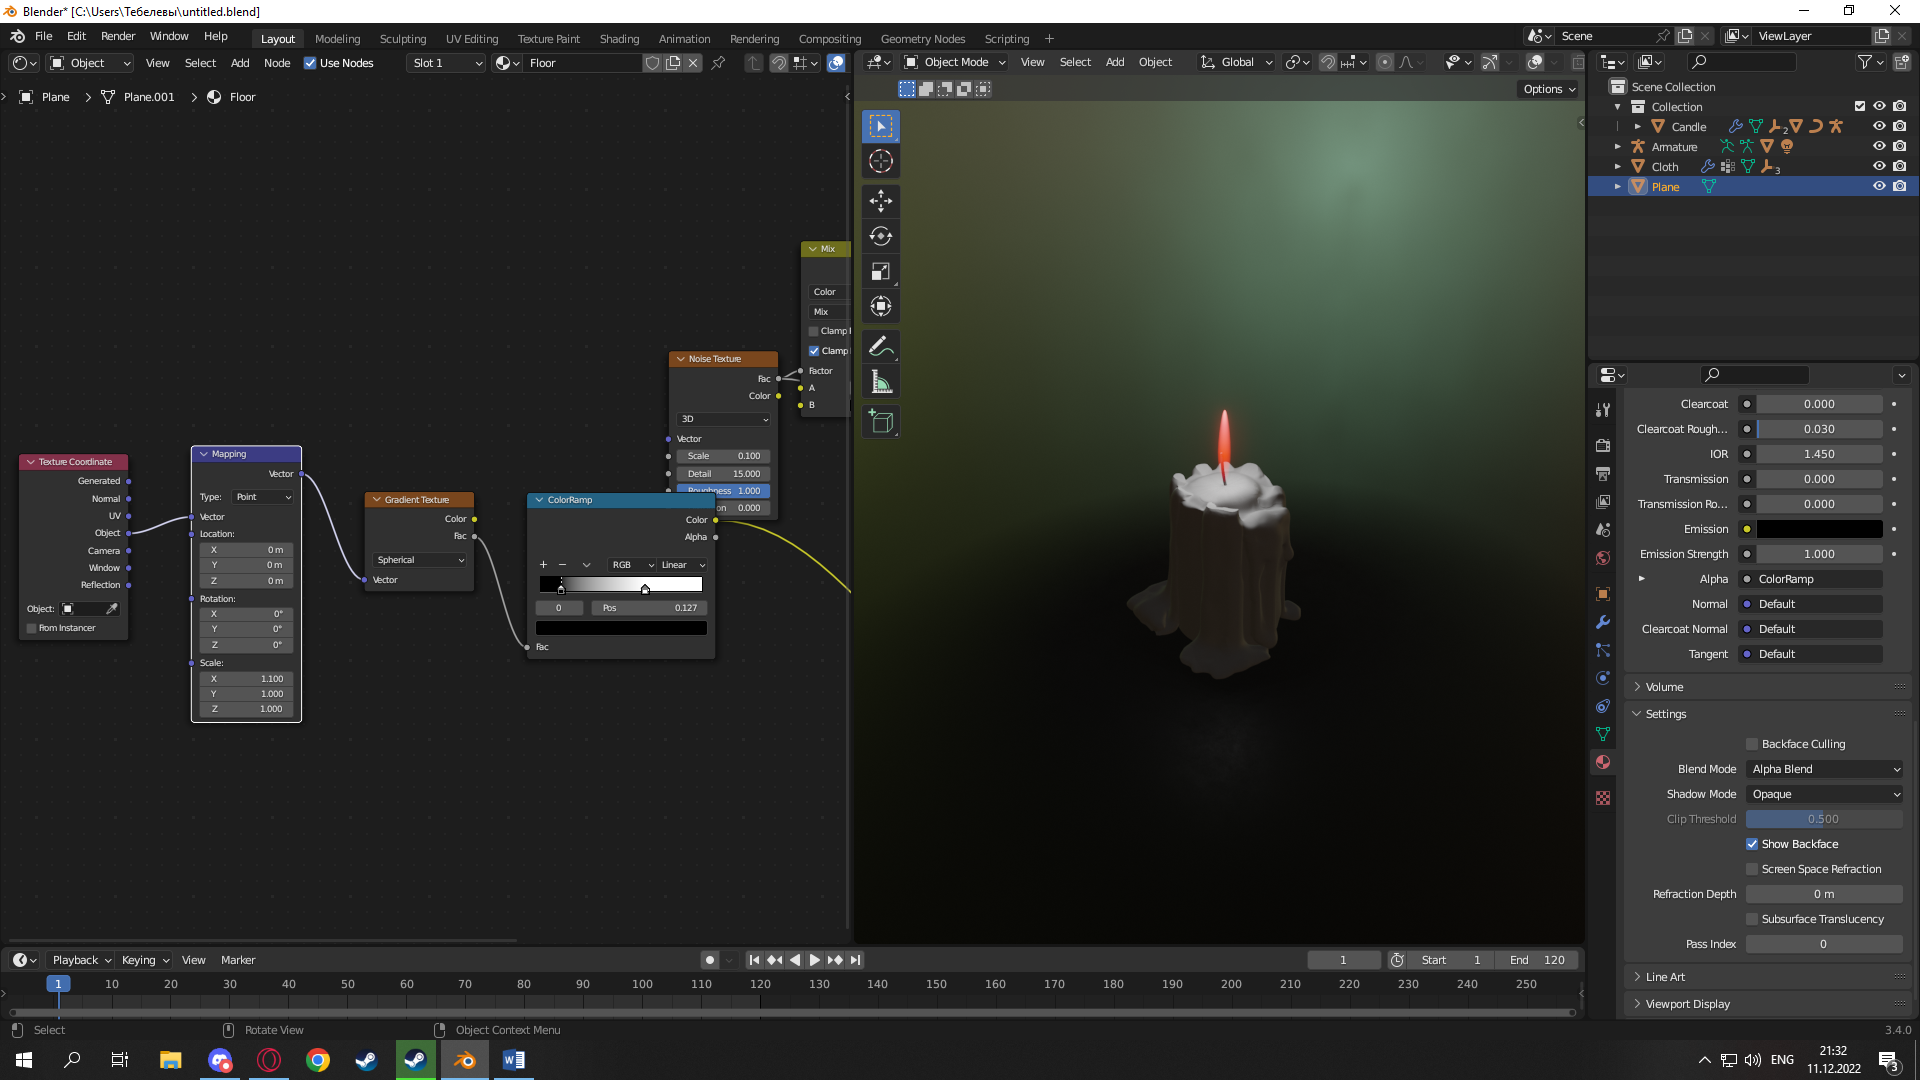 Blender* [C:\Users\Тебелевы\untitled.blend]
File Edit Render Window Help Layout Modeling Sculpting UV Editing Texture Paint Shading Animation Rendering Compositing Geometry Nodes Scripting + Scene ViewLayer
Object View Select Add Node Use Nodes Slot 1 Floor
Object Mode View Select Add Object Global
Options
Plane > Plane.001 > Floor
Texture Coordinate
Generated
Normal
UV
Object
Camera
Window
Reflection
Object:
From Instancer
Mapping
Vector
Type: Point
Vector
Location:
X 0 m
Y 0 m
Z 0 m
Rotation:
X 0°
Y 0°
Z 0°
Scale:
X 1.100
Y 1.000
Z 1.000
Gradient Texture
Color
Fac
Spherical
Vector
ColorRamp
Color
Alpha
+ − RGB Linear
0 Pos 0.127
Fac
Noise Texture
Fac
Color
3D
Vector
Scale 0.100
Detail 15.000
Roughness 1.000
on 0.000
Mix
Color
Mix
Clamp
Clamp
Factor
A
B
Scene Collection
Collection
Candle 2
Armature
Cloth 3
Plane
Clearcoat 0.000
Clearcoat Rough... 0.030
IOR 1.450
Transmission 0.000
Transmission Ro... 0.000
Emission
Emission Strength 1.000
Alpha ColorRamp
Normal Default
Clearcoat Normal Default
Tangent Default
Volume
Settings
Backface Culling
Blend Mode Alpha Blend
Shadow Mode Opaque
Clip Threshold 0.500
Show Backface
Screen Space Refraction
Refraction Depth 0 m
Subsurface Translucency
Pass Index 0
Line Art
Viewport Display
Playback Keying View Marker 1 Start 1 End 120
1 10 20 30 40 50 60 70 80 90 100 110 120 130 140 150 160 170 180 190 200 210 220 230 240 250
Select Rotate View Object Context Menu 3.4.0
ENG 21:32
11.12.2022 3